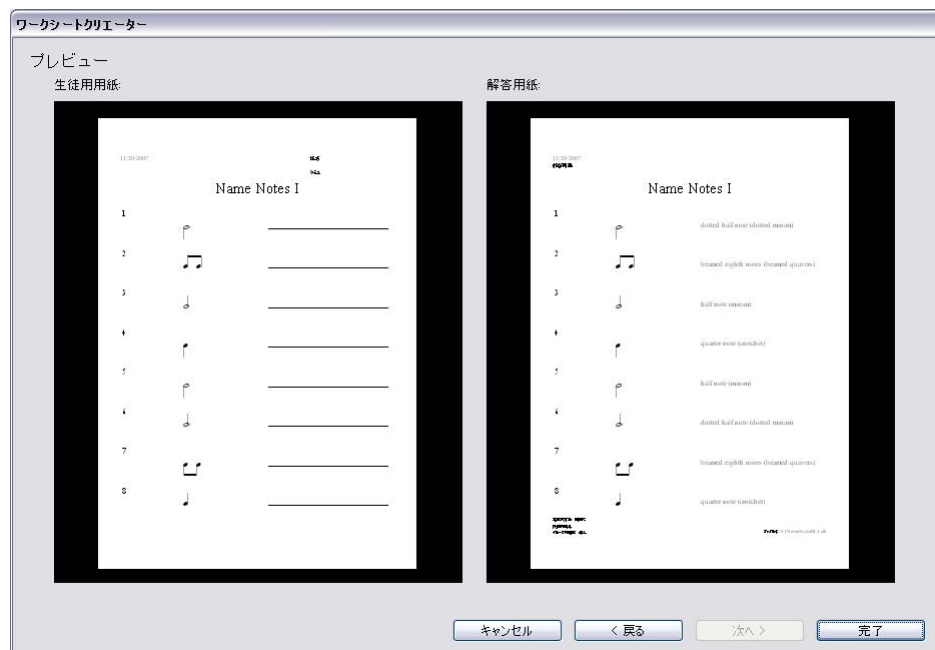 ワークシートクリエーター
プレビュー
生徒用用紙:
11/20/2007
Name Notes I
1
2
3
4
5
6
7
8
解答用紙:
11/20/2007
Name Notes I
1
dotted half note (dotted minim)
2
beamed eighth notes (beamed quavers)
3
half note (minim)
4
quarter note (crotchet)
5
half note (minim)
6
dotted half note (dotted minim)
7
beamed eighth notes (beamed quavers)
8
quarter note (crotchet)
キャンセル
< 戻る
次へ >
完了